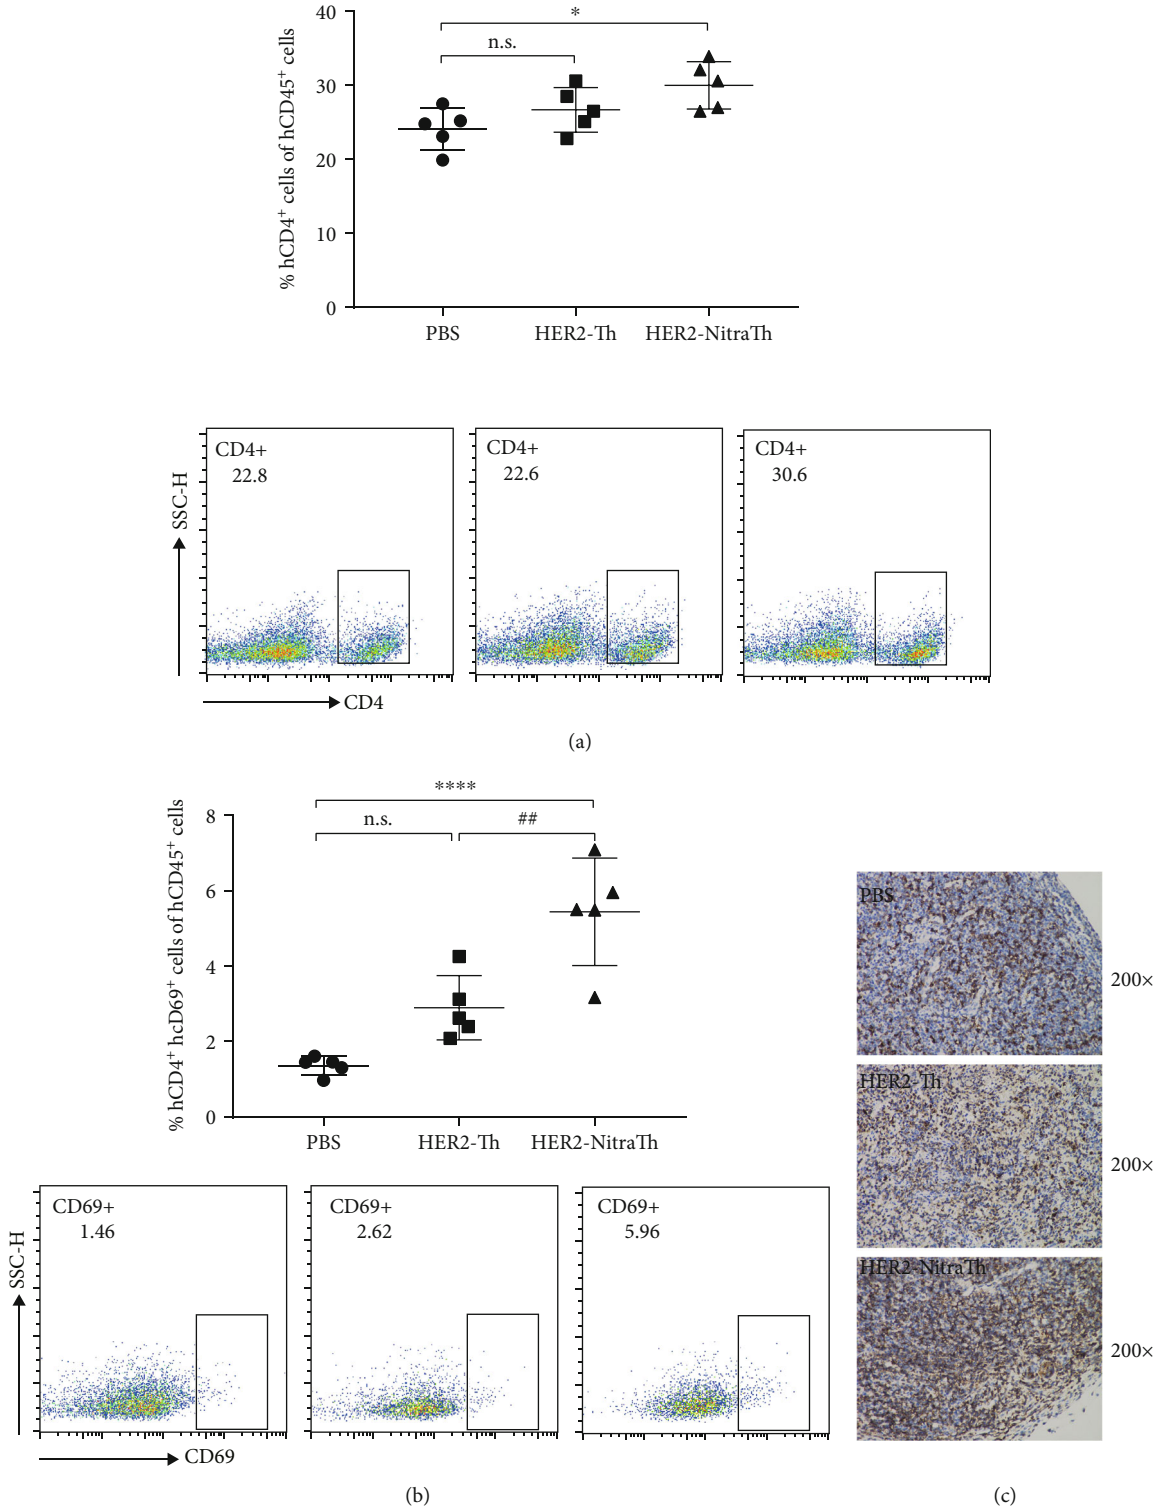 % hCD4⁺ cells of hCD45⁺ cells
40
30
20
10
0
*
n.s.
PBS HER2-Th HER2-NitraTh
SSC-H
CD4+
22.8
CD4+
22.6
CD4+
30.6
CD4
(a)
% hCD4⁺ hcD69⁺ cells of hCD45⁺ cells
8
6
4
2
0
****
n.s. ##
PBS HER2-Th HER2-NitraTh
SSC-H
CD69+
1.46
CD69+
2.62
CD69+
5.96
CD69
(b)
PBS
200×
HER2-Th
200×
HER2-NitraTh
200×
(c)